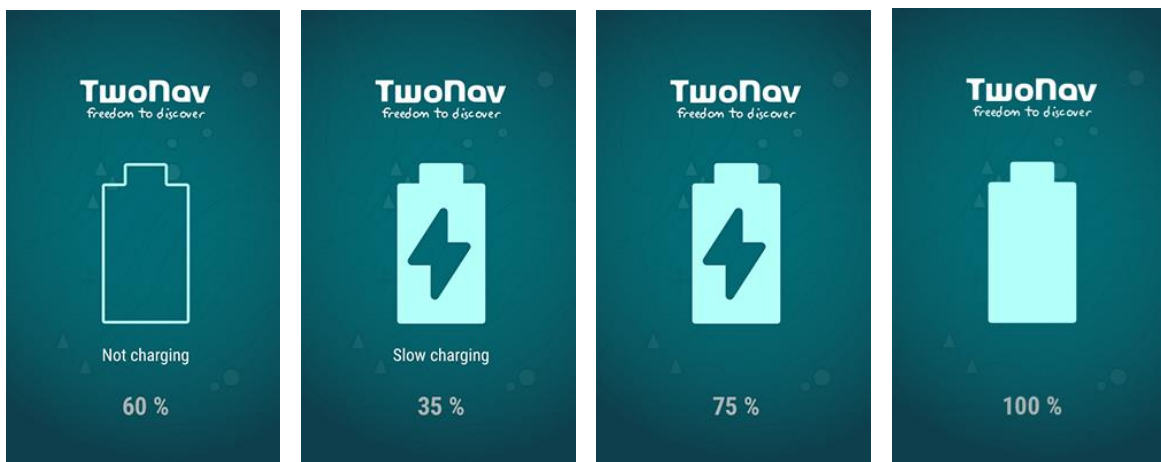 TwoNav
freedom to discover
Not charging
60 %
TwoNav
freedom to discover
Slow charging
35 %
TwoNav
freedom to discover
75 %
TwoNav
freedom to discover
100 %